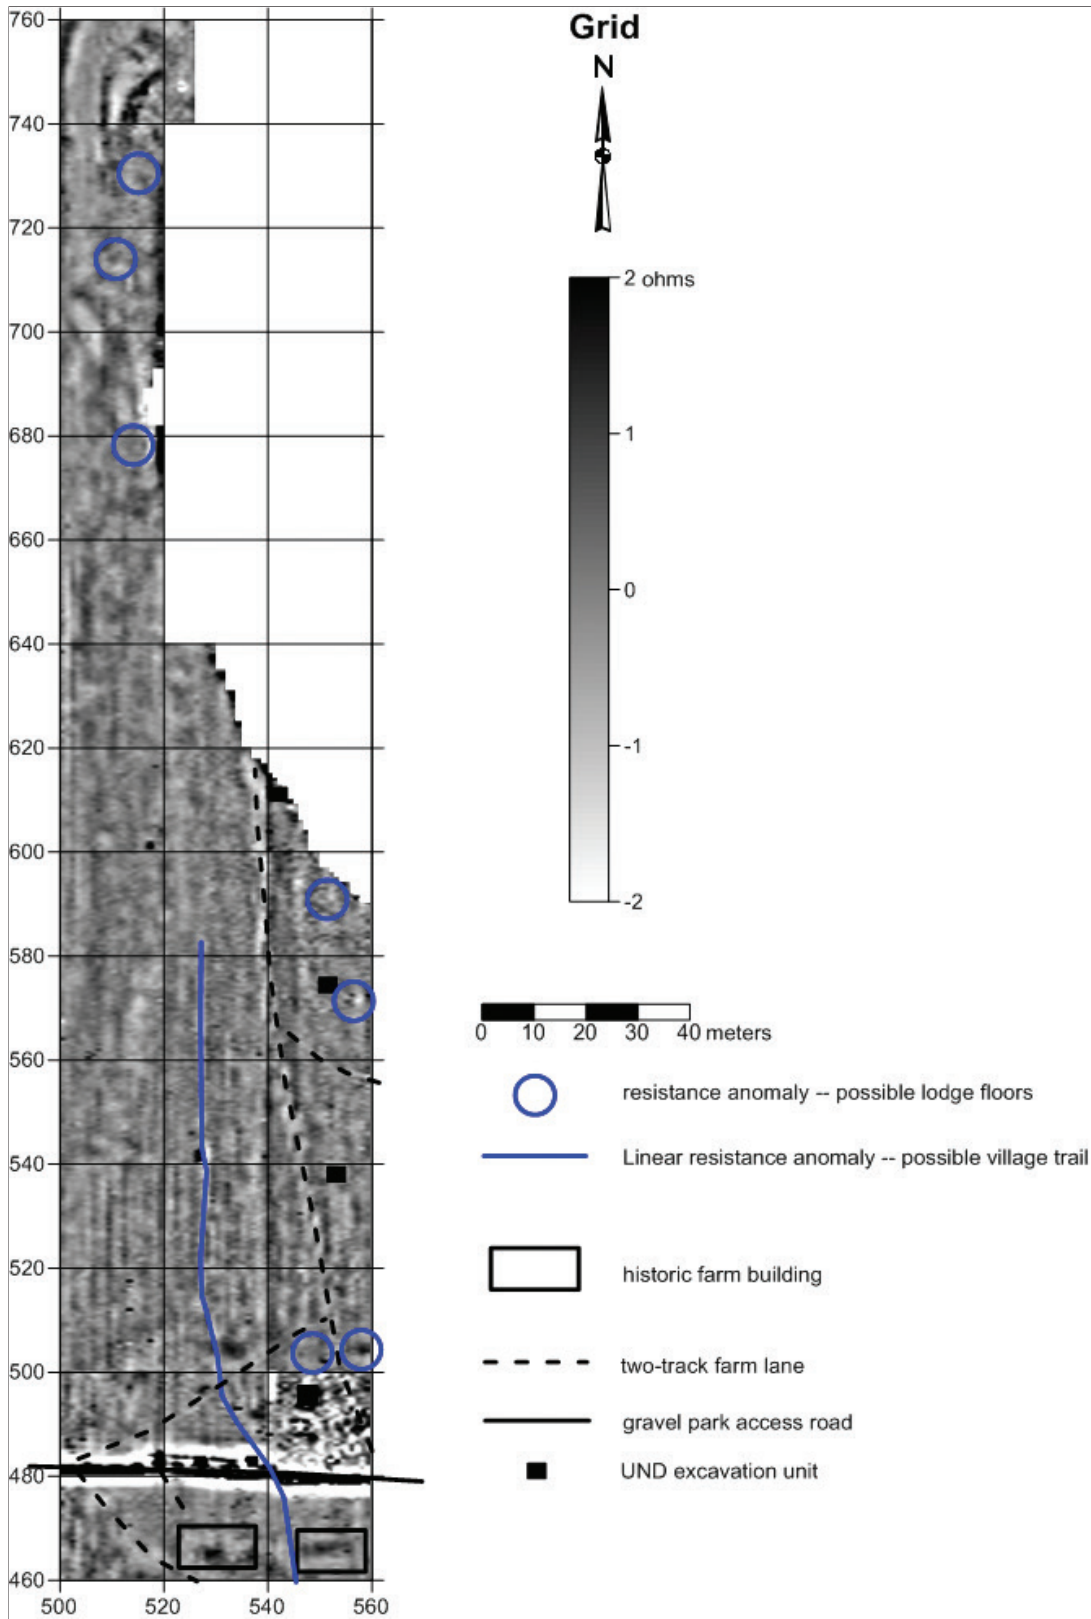 Grid
N
760
740
720
700
680
660
640
620
600
580
560
540
520
500
480
460
500 520 540 560
2 ohms
1
0
-1
-2
0 10 20 30 40 meters
resistance anomaly -- possible lodge floors
Linear resistance anomaly -- possible village trail
historic farm building
two-track farm lane
gravel park access road
UND excavation unit